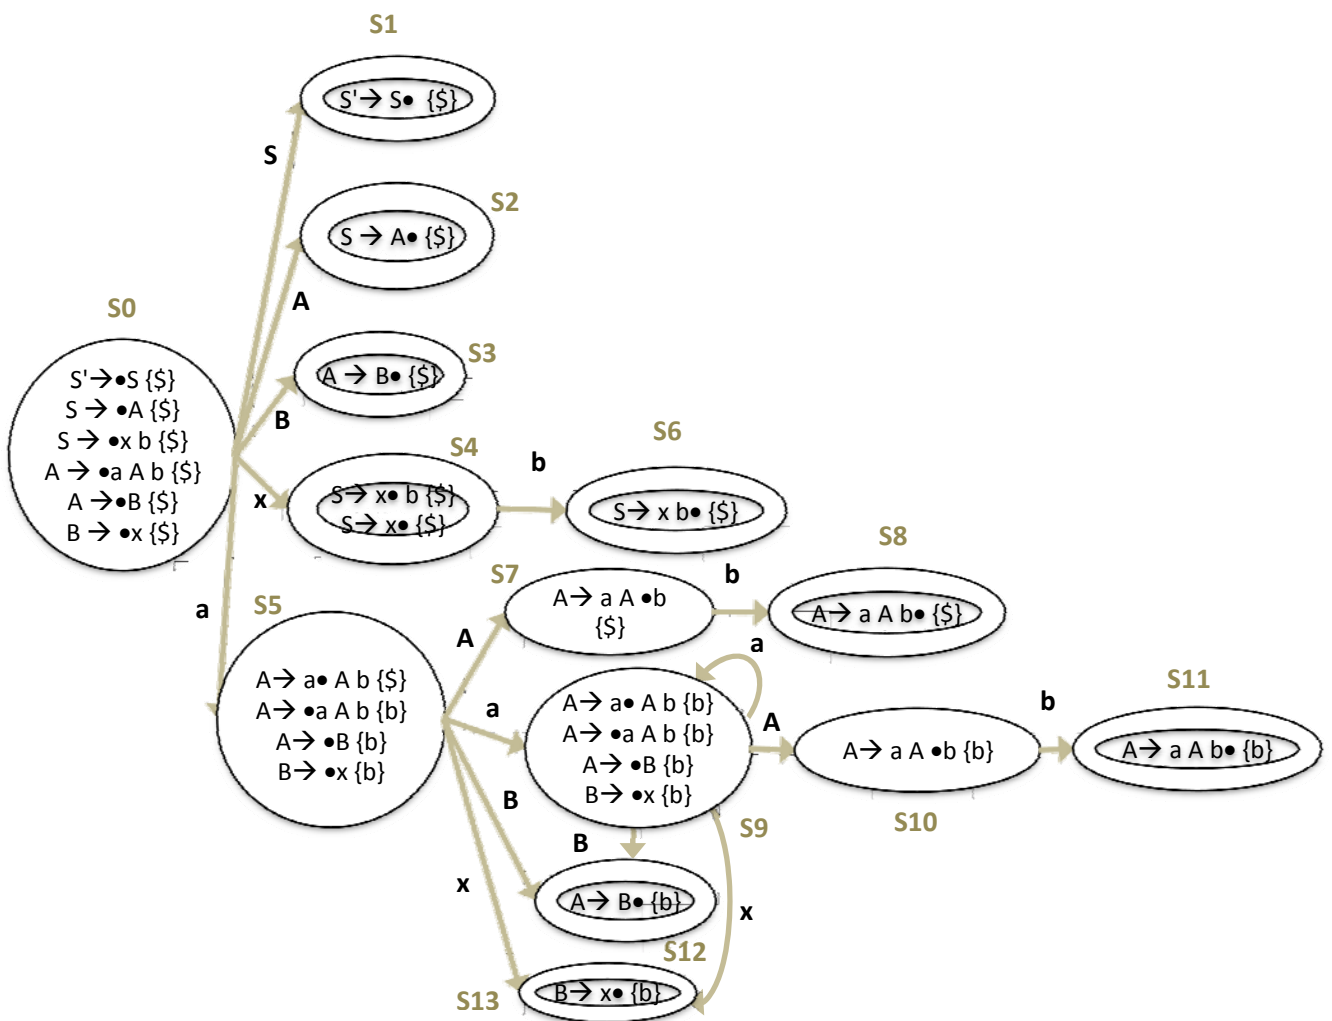 S1
S'→ S● {$}
S
S2
S → A● {$}
A
S0
S'→●S {$}
S → ●A {$}
S → ●x b {$}
A → ●a A b {$}
A →●B {$}
B → ●x {$}
S3
A → B● {$}
B
S4
S→ x● b {$}
S→ x● {$}
x
b
S6
S→ x b● {$}
a
S5
A→ a● A b {$}
A→ ●a A b {b}
A→ ●B {b}
B→ ●x {b}
S7
A→ a A ●b
{$}
A
b
S8
A→ a A b● {$}
a
a
A→ a● A b {b}
A→ ●a A b {b}
A→ ●B {b}
B→ ●x {b}
S9
A
A→ a A ●b {b}
S10
b
S11
A→ a A b● {b}
B
B
A→ B● {b}
S12
x
x
S13
B→ x● {b}